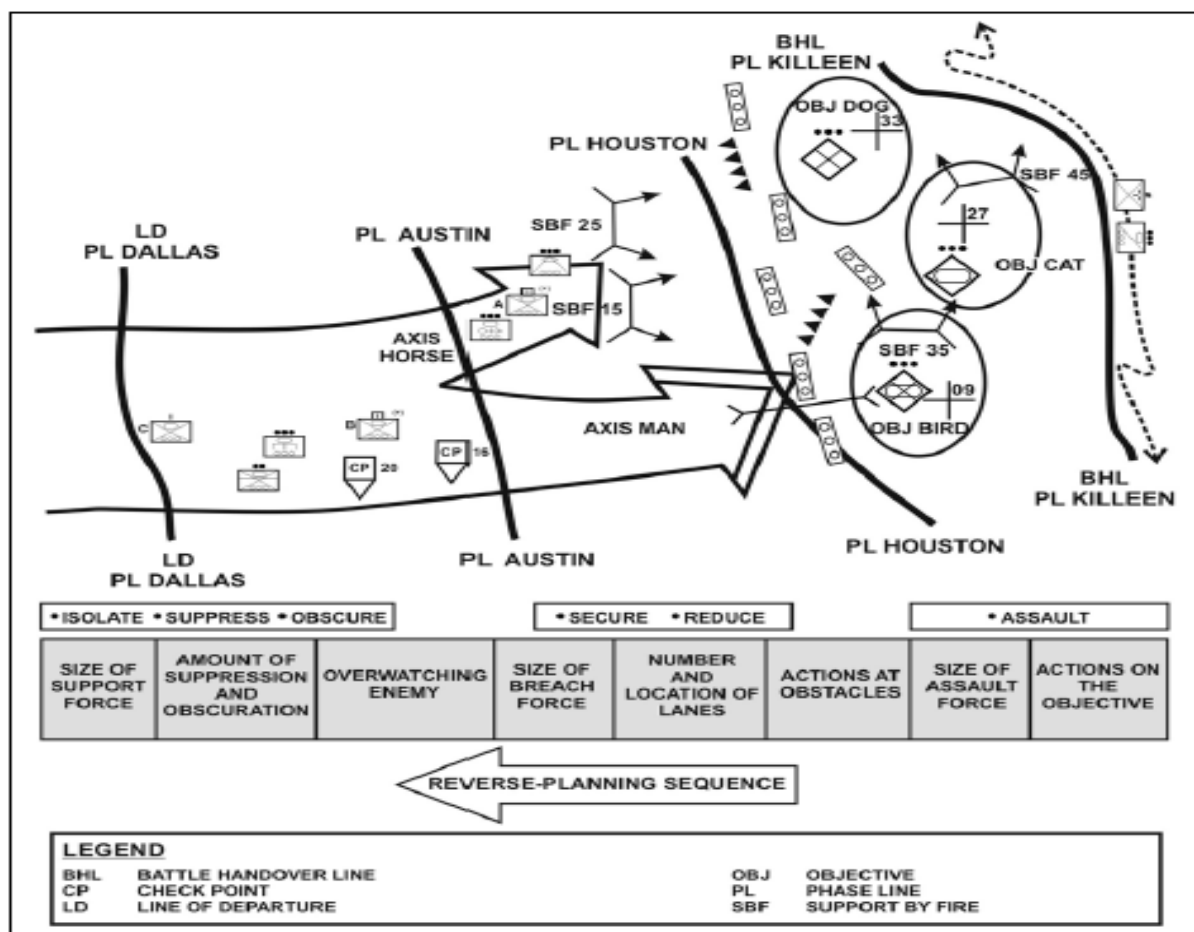 BHL
PL KILLEEN
OBJ DOG
33
PL HOUSTON
SBF 45
SBF 25
27
LD
PL DALLAS
PL AUSTIN
OBJ CAT
A
(+)
SBF 15
AXIS
HORSE
SBF 35
09
OBJ BIRD
C
B
(+)
AXIS MAN
CP 16
CP 20
BHL
PL KILLEEN
LD
PL DALLAS
PL AUSTIN
PL HOUSTON
•ISOLATE •SUPPRESS •OBSCURE
•SECURE •REDUCE
•ASSAULT
SIZE OF
SUPPORT
FORCE
AMOUNT OF
SUPPRESSION
AND
OBSCURATION
OVERWATCHING
ENEMY
SIZE OF
BREACH
FORCE
NUMBER
AND
LOCATION OF
LANES
ACTIONS AT
OBSTACLES
SIZE OF
ASSAULT
FORCE
ACTIONS ON
THE
OBJECTIVE
REVERSE-PLANNING SEQUENCE
LEGEND
BHL BATTLE HANDOVER LINE
CP CHECK POINT
LD LINE OF DEPARTURE
OBJ OBJECTIVE
PL PHASE LINE
SBF SUPPORT BY FIRE